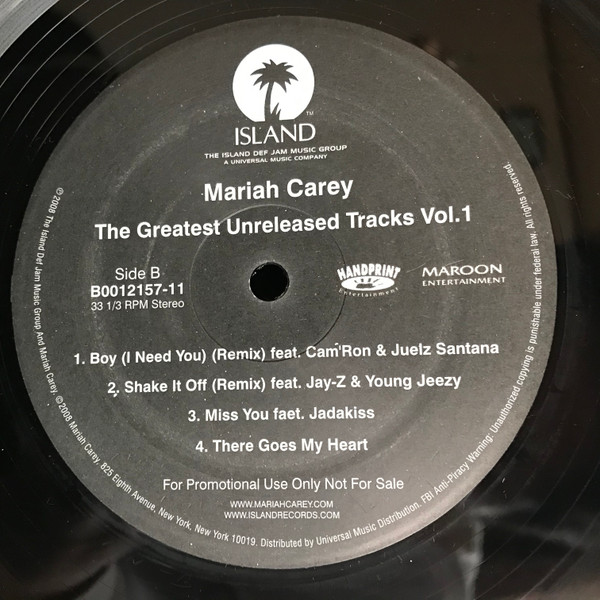 TM
ISLAND
THE ISLAND DEF JAM MUSIC GROUP
A UNIVERSAL MUSIC COMPANY
Mariah Carey
The Greatest Unreleased Tracks Vol.1
Side B
B0012157-11
33 1/3 RPM Stereo
HANDPRINT
Entertainment
MAROON
ENTERTAINMENT
1. Boy (I Need You) (Remix) feat. Cam'Ron & Juelz Santana
2. Shake It Off (Remix) feat. Jay-Z & Young Jeezy
3. Miss You faet. Jadakiss
4. There Goes My Heart
For Promotional Use Only Not For Sale
WWW.MARIAHCAREY.COM
WWW.ISLANDRECORDS.COM
©2008 The Island Def Jam Music Group And Mariah Carey. ©2008 Mariah Carey. 825 Eighth Avenue, New York, New York 10019. Distributed by Universal Music Distribution. FBI Anti-Piracy Warning: Unauthorized copying is punishable under federal law. All rights reserved.